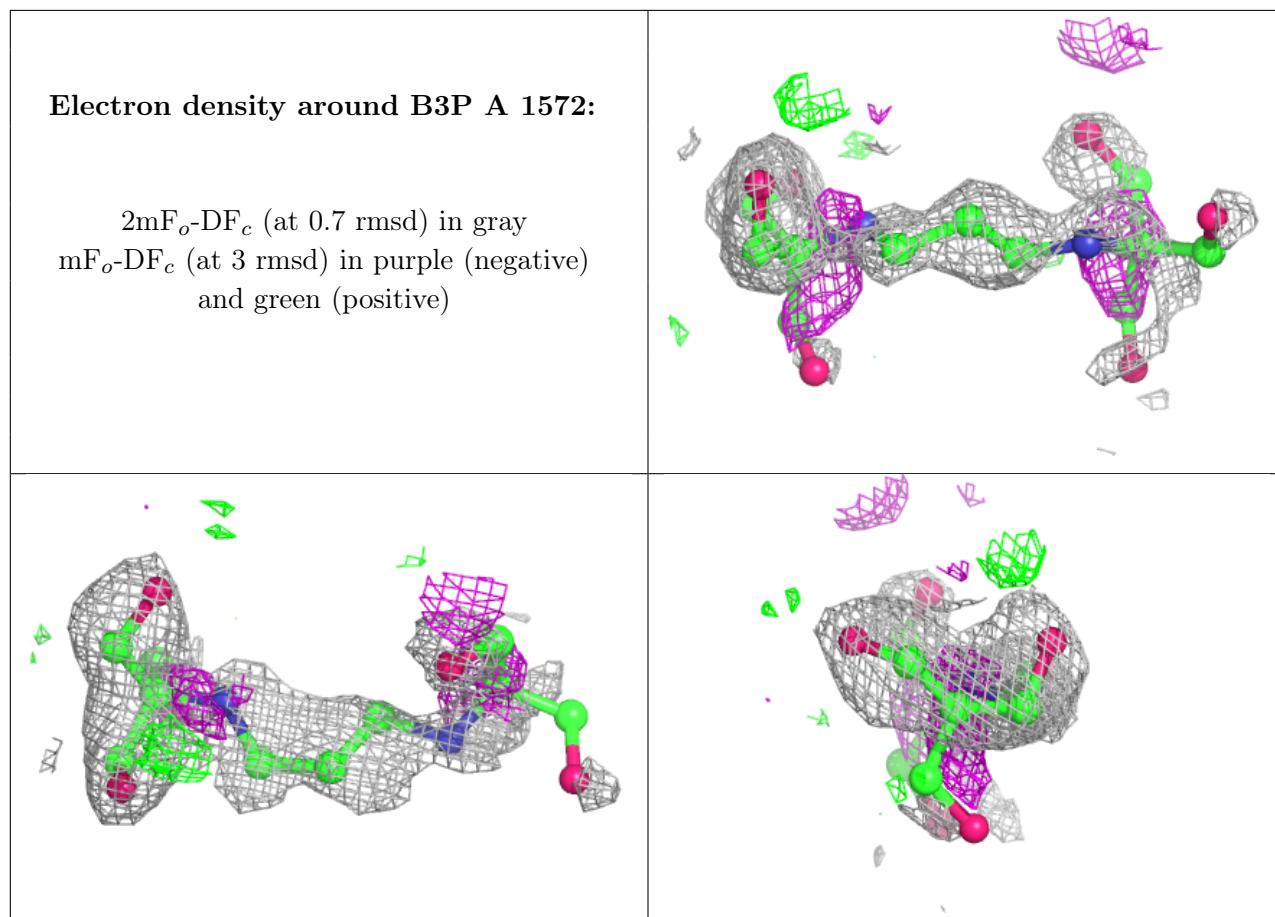 Electron density around B3P A 1572:
2mFo-DFc (at 0.7 rmsd) in gray
mFo-DFc (at 3 rmsd) in purple (negative)
and green (positive)